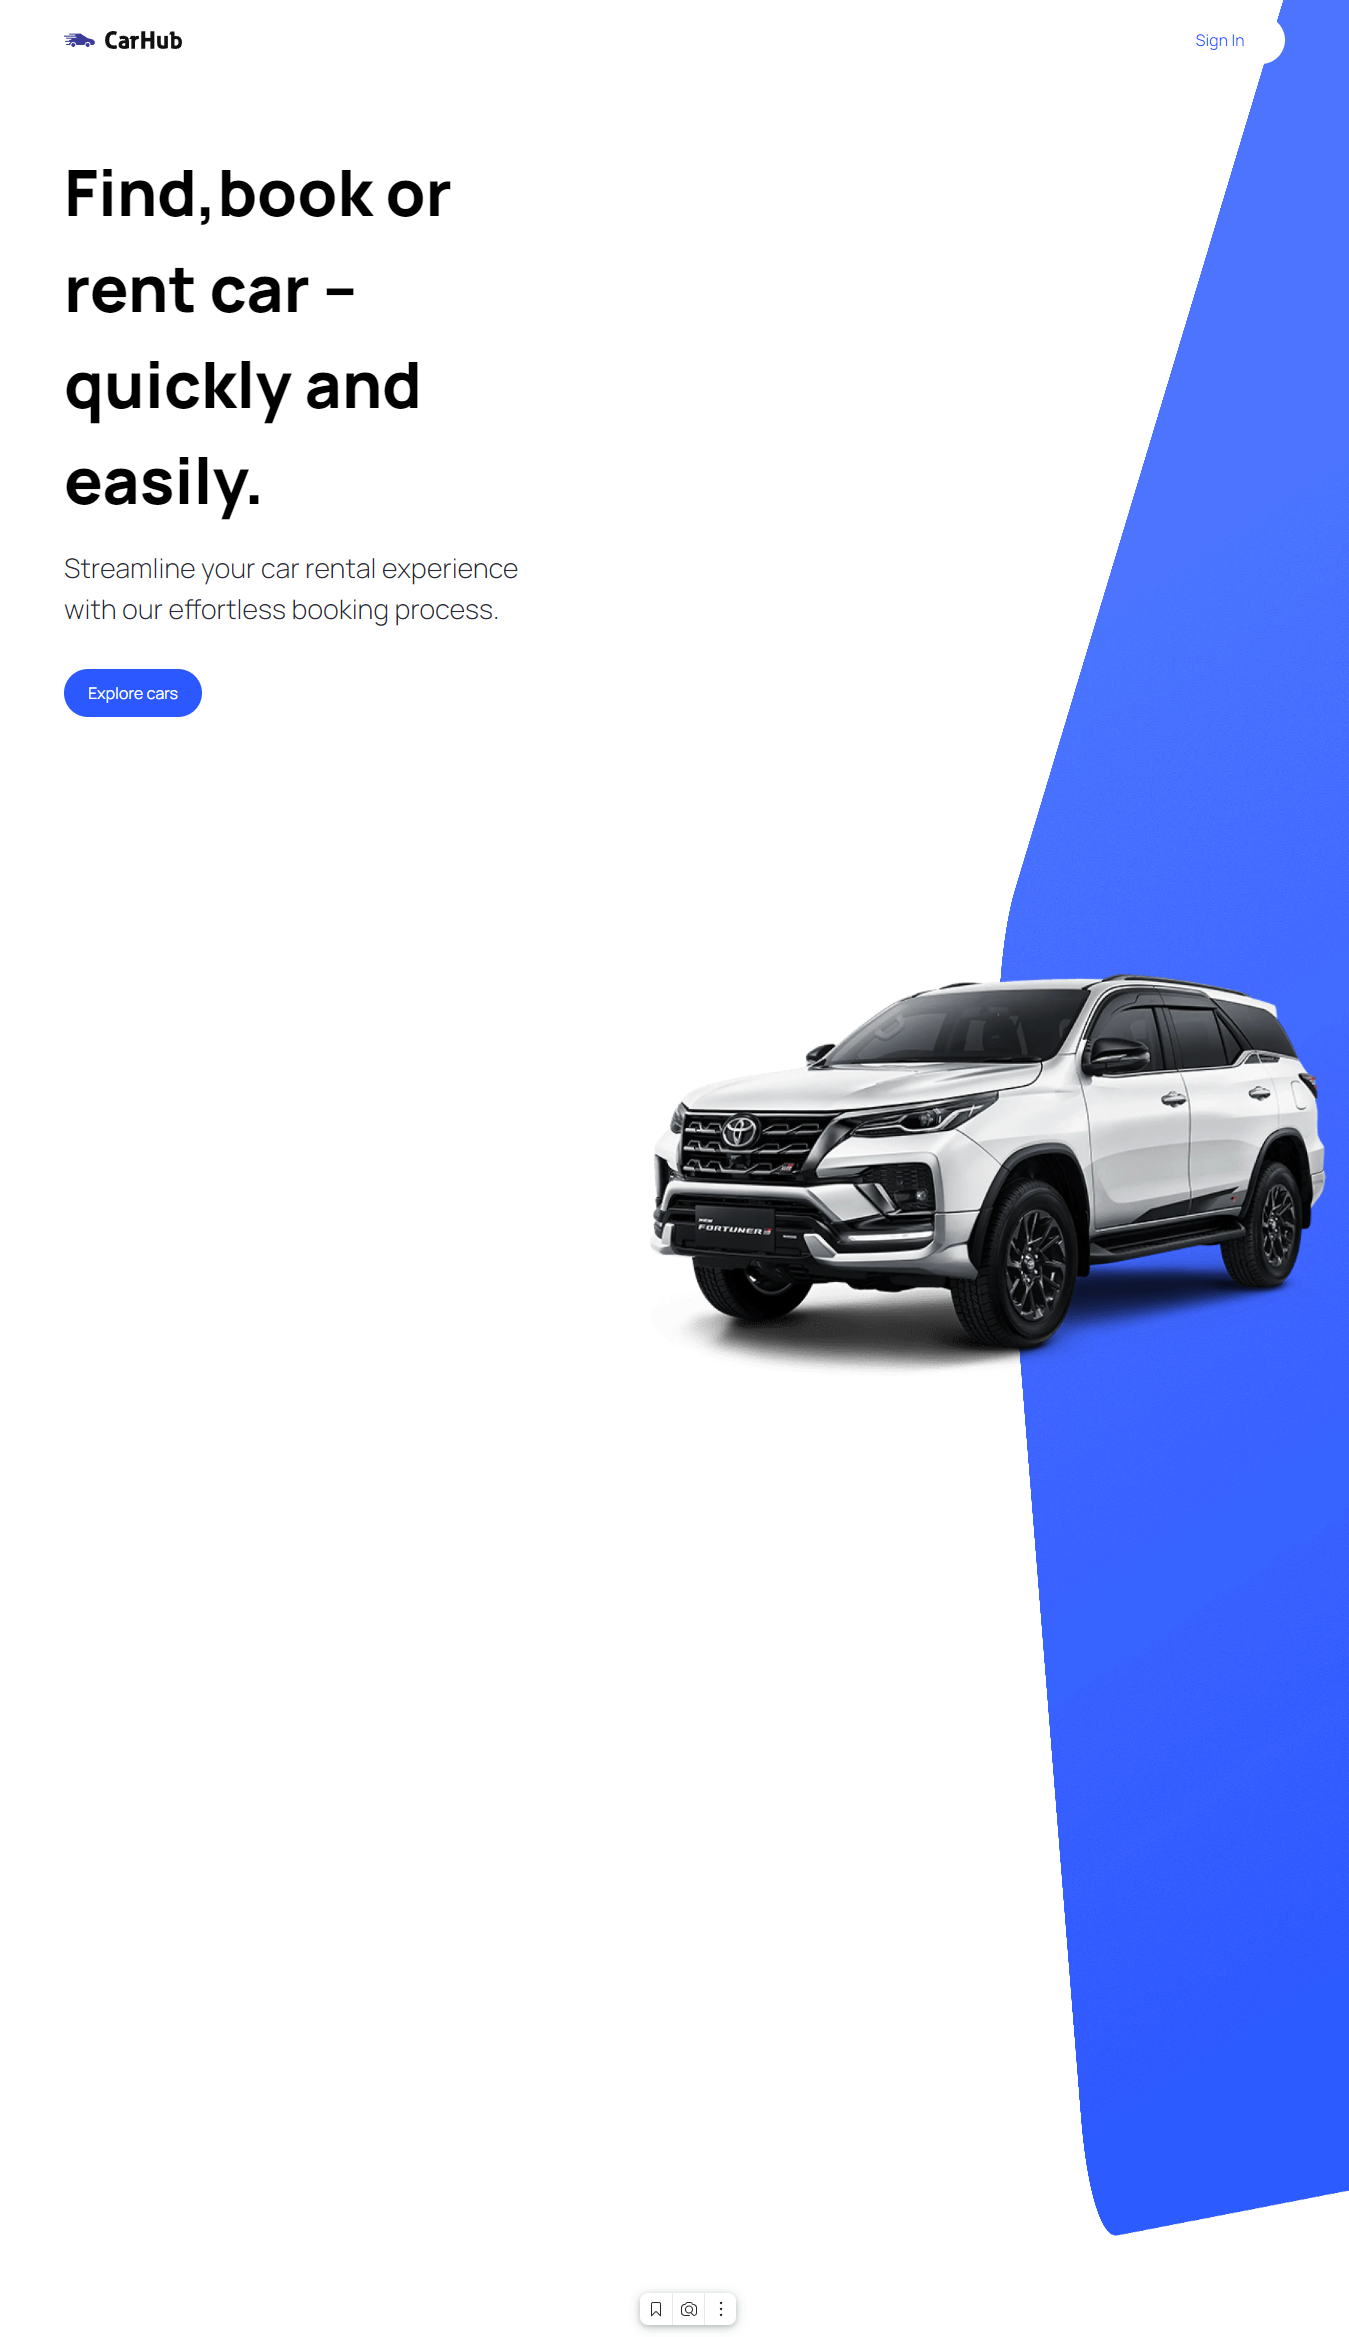 CarHub
Sign In
Find,book or
rent car –
quickly and
easily.
Streamline your car rental experience
with our effortless booking process.
Explore cars
NEW
FORTUNER